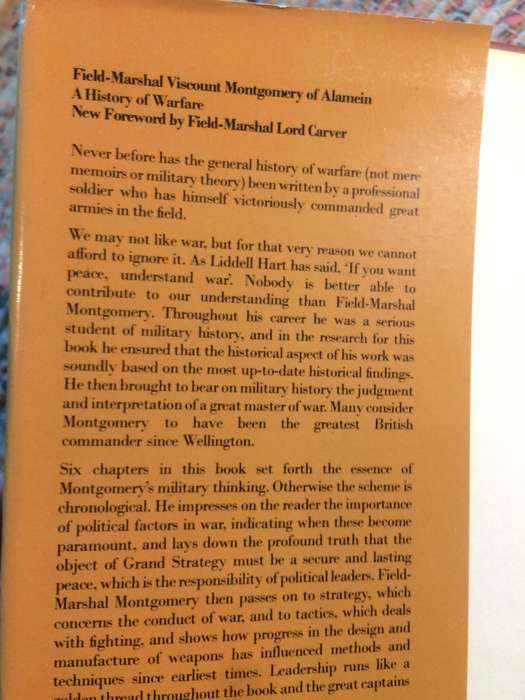 Field-Marshal Viscount Montgomery of Alamein
A History of Warfare
New Foreword by Field-Marshal Lord Carver
Never before has the general history of warfare (not mere
memoirs or military theory) been written by a professional
soldier who has himself victoriously commanded great
armies in the field.
We may not like war, but for that very reason we cannot
afford to ignore it. As Liddell Hart has said, 'If you want
peace, understand war'. Nobody is better able to
contribute to our understanding than Field-Marshal
Montgomery. Throughout his career he was a serious
student of military history, and in the research for this
book he ensured that the historical aspect of his work was
soundly based on the most up-to-date historical findings.
He then brought to bear on military history the judgment
and interpretation of a great master of war. Many consider
Montgomery to have been the greatest British
commander since Wellington.
Six chapters in this book set forth the essence of
Montgomery's military thinking. Otherwise the scheme is
chronological. He impresses on the reader the importance
of political factors in war, indicating when these become
paramount, and lays down the profound truth that the
object of Grand Strategy must be a secure and lasting
peace, which is the responsibility of political leaders. Field-
Marshal Montgomery then passes on to strategy, which
concerns the conduct of war, and to tactics, which deals
with fighting, and shows how progress in the design and
manufacture of weapons has influenced methods and
techniques since earliest times. Leadership runs like a
golden thread throughout the book and the great captains